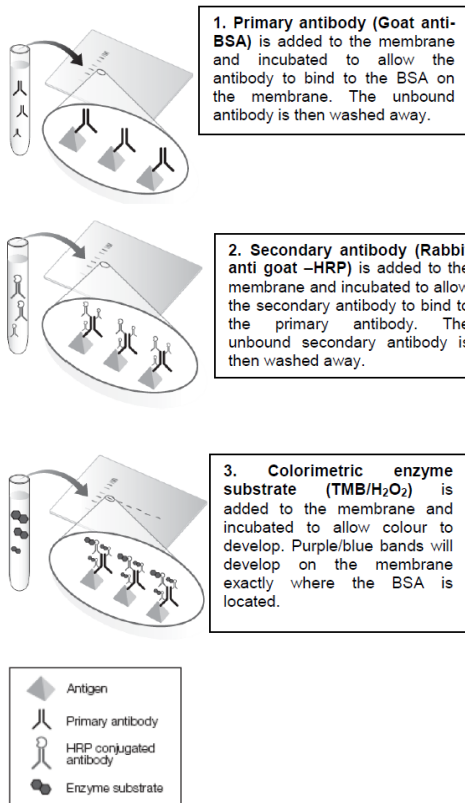 1. Primary antibody (Goat anti-
BSA) is added to the membrane
and incubated to allow the
antibody to bind to the BSA on
the membrane. The unbound
antibody is then washed away.
2. Secondary antibody (Rabbi
anti goat –HRP) is added to the
membrane and incubated to allow
the secondary antibody to bind to
the primary antibody. The
unbound secondary antibody is
then washed away.
3. Colorimetric enzyme
substrate (TMB/H₂O₂) is
added to the membrane and
incubated to allow colour to
develop. Purple/blue bands will
develop on the membrane
exactly where the BSA is
located.
Antigen
Primary antibody
HRP conjugated
antibody
Enzyme substrate